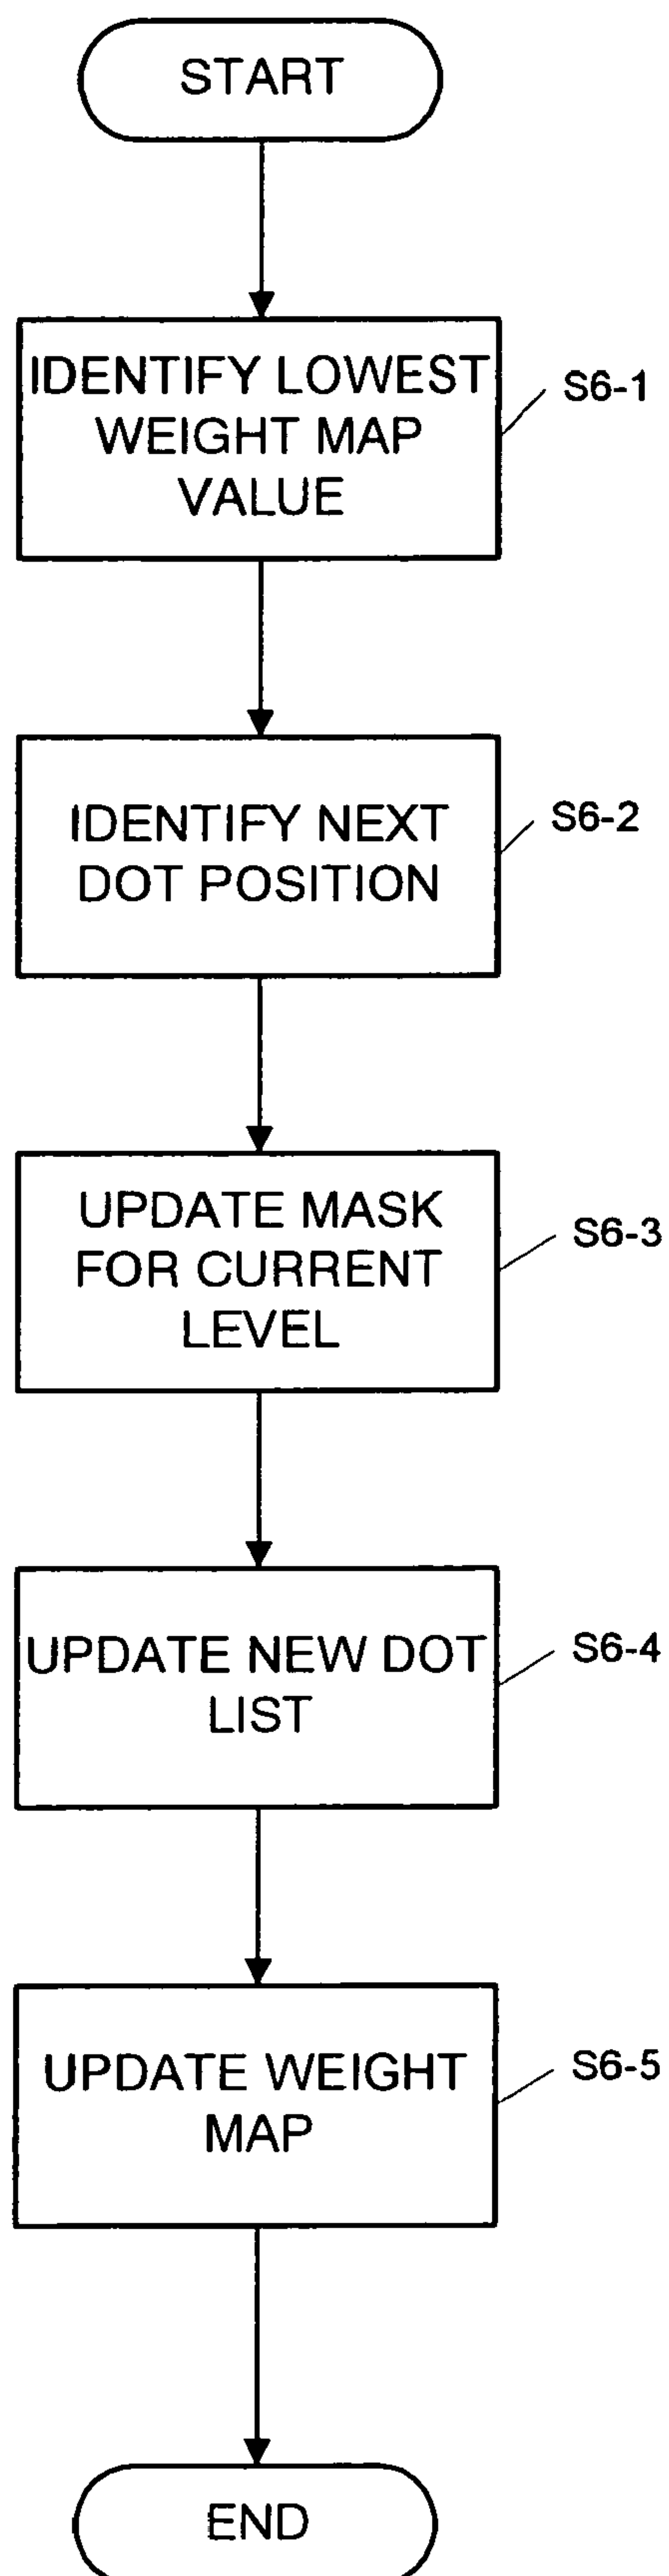 START
IDENTIFY LOWEST
WEIGHT MAP
VALUE
S6-1
IDENTIFY NEXT
DOT POSITION
S6-2
UPDATE MASK
FOR CURRENT
LEVEL
S6-3
UPDATE NEW DOT
LIST
S6-4
UPDATE WEIGHT
MAP
S6-5
END